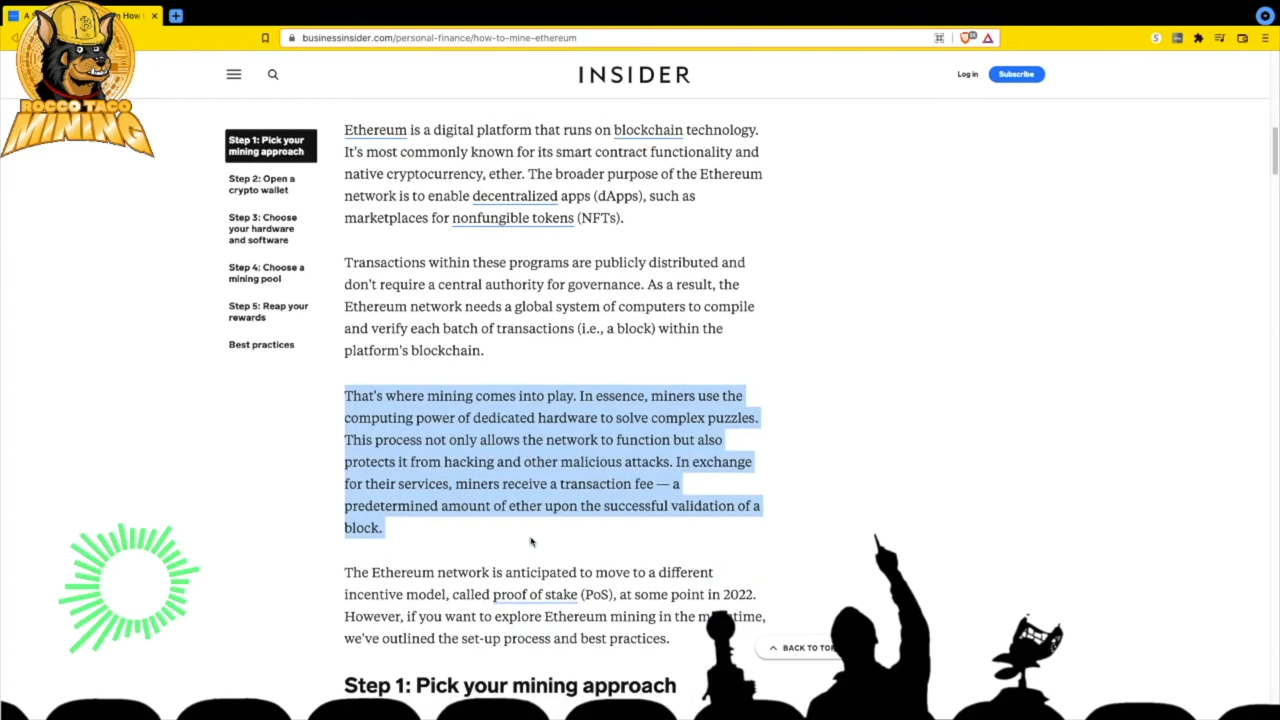 businessinsider.com/personal-finance/how-to-mine-ethereum
ROCCO TACO
MINING
INSIDER
Log in
Subscribe
Step 1: Pick your
mining approach
Step 2: Open a
crypto wallet
Step 3: Choose
your hardware
and software
Step 4: Choose a
mining pool
Step 5: Reap your
rewards
Best practices
Ethereum is a digital platform that runs on blockchain technology.
It's most commonly known for its smart contract functionality and
native cryptocurrency, ether. The broader purpose of the Ethereum
network is to enable decentralized apps (dApps), such as
marketplaces for nonfungible tokens (NFTs).
Transactions within these programs are publicly distributed and
don't require a central authority for governance. As a result, the
Ethereum network needs a global system of computers to compile
and verify each batch of transactions (i.e., a block) within the
platform's blockchain.
That's where mining comes into play. In essence, miners use the
computing power of dedicated hardware to solve complex puzzles.
This process not only allows the network to function but also
protects it from hacking and other malicious attacks. In exchange
for their services, miners receive a transaction fee — a
predetermined amount of ether upon the successful validation of a
block.
The Ethereum network is anticipated to move to a different
incentive model, called proof of stake (PoS), at some point in 2022.
However, if you want to explore Ethereum mining in the meantime,
we've outlined the set-up process and best practices.
BACK TO TOP
Step 1: Pick your mining approach